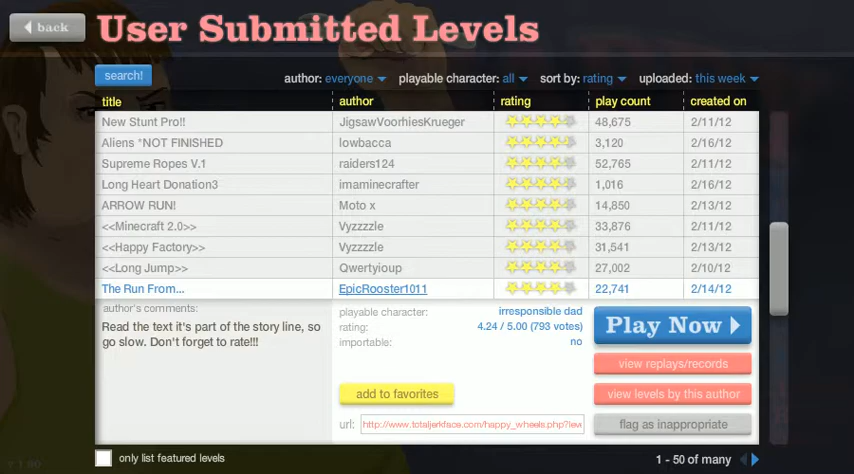 back
User Submitted Levels
search!
author: everyone playable character: all sort by: rating uploaded: this week
title author rating play count created on
New Stunt Pro!! JigsawVoorhiesKrueger 48,675 2/11/12
Aliens *NOT FINISHED lowbacca 3,120 2/16/12
Supreme Ropes V.1 raiders124 52,765 2/11/12
Long Heart Donation3 imaminecrafter 1,016 2/16/12
ARROW RUN! Moto x 14,850 2/13/12
<<Minecraft 2.0>> Vyzzzzle 33,876 2/11/12
<<Happy Factory>> Vyzzzzle 31,541 2/13/12
<<Long Jump>> Qwertyioup 27,002 2/10/12
The Run From... EpicRooster1011 22,741 2/14/12
author's comments:
Read the text it's part of the story line, so
go slow. Don't forget to rate!!!
playable character: irresponsible dad
rating: 4.24 / 5.00 (793 votes)
importable: no
add to favorites
url: http://www.totaljerkface.com/happy_wheels.php?leve
Play Now
view replays/records
view levels by this author
flag as inappropriate
only list featured levels
1 - 50 of many
v 1.50